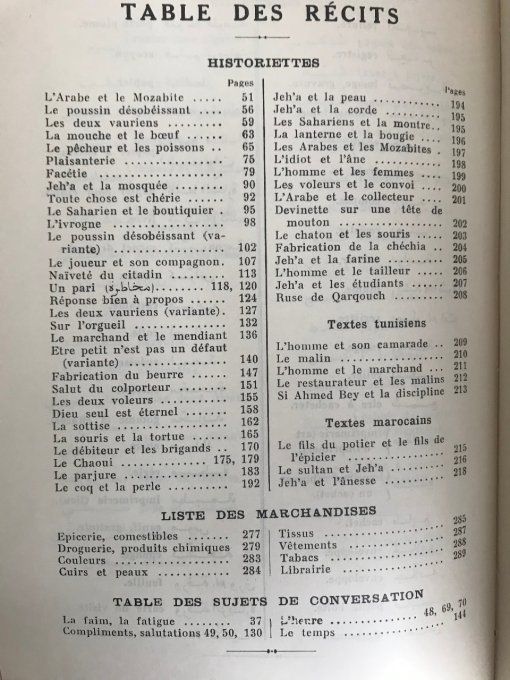 TABLE DES RÉCITS
HISTORIETTES
Pages
L'Arabe et le Mozabite ..... 51
Le poussin désobéissant .... 56
Les deux vauriens .......... 59
La mouche et le bœuf ...... 63
Le pêcheur et les poissons .. 65
Plaisanterie ................ 75
Facétie ..................... 79
Jeh'a et la mosquée ......... 90
Toute chose est chérie ...... 92
Le Saharien et le boutiquier . 95
L'ivrogne ................... 98
Le poussin désobéissant (va-
riante) .................. 102
Le joueur et son compagnon. 107
Naïveté du citadin ......... 113
Un pari (مخاطرة) ........ 118, 120
Réponse bien à propos ...... 124
Les deux vauriens (variante). 127
Sur l'orgueil ............... 132
Le marchand et le mendiant 136
Etre petit n'est pas un défaut
(variante) ................ 140
Fabrication du beurre ...... 147
Salut du colporteur ......... 151
Les deux voleurs ........... 155
Dieu seul est éternel ........ 158
La sottise .................. 162
La souris et la tortue ....... 165
Le débiteur et les brigands .. 170
Le Chaoui ............. 175, 179
Le parjure .................. 183
Le coq et la perle .......... 192
Pages
Jeh'a et la peau ............ 194
Jeh'a et la corde ........... 195
Les Sahariens et la montre.. 195
La lanterne et la bougie .... 196
Les Arabes et les Mozabites . 197
L'idiot et l'âne ............. 198
L'homme et les femmes .... 199
Les voleurs et le convoi .... 200
L'Arabe et le collecteur .... 201
Devinette sur une tête de
mouton .................. 202
Le chaton et les souris ..... 203
Fabrication de la chéchia .. 204
Jeh'a et la farine ........... 205
L'homme et le tailleur ..... 206
Jeh'a et les étudiants ....... 207
Ruse de Qarqouch .......... 208
Textes tunisiens
L'homme et son camarade .. 209
Le malin .................... 210
L'homme et le marchand ... 211
Le restaurateur et les malins 212
Si Ahmed Bey et la discipline 213
Textes marocains
Le fils du potier et le fils de
l'épicier .................. 215
Le sultan et Jeh'a .......... 216
Jeh'a et l'ânesse ............ 218
LISTE DES MARCHANDISES
Epicerie, comestibles ....... 277
Droguerie, produits chimiques 279
Couleurs .................... 283
Cuirs et peaux .............. 284
Tissus ...................... 285
Vêtements .................. 287
Tabacs ...................... 288
Librairie ................... 289
TABLE DES SUJETS DE CONVERSATION
La faim, la fatigue ......... 37
Compliments, salutations 49, 50, 130
L'heure .............. 48, 69, 70
Le temps .................. 144